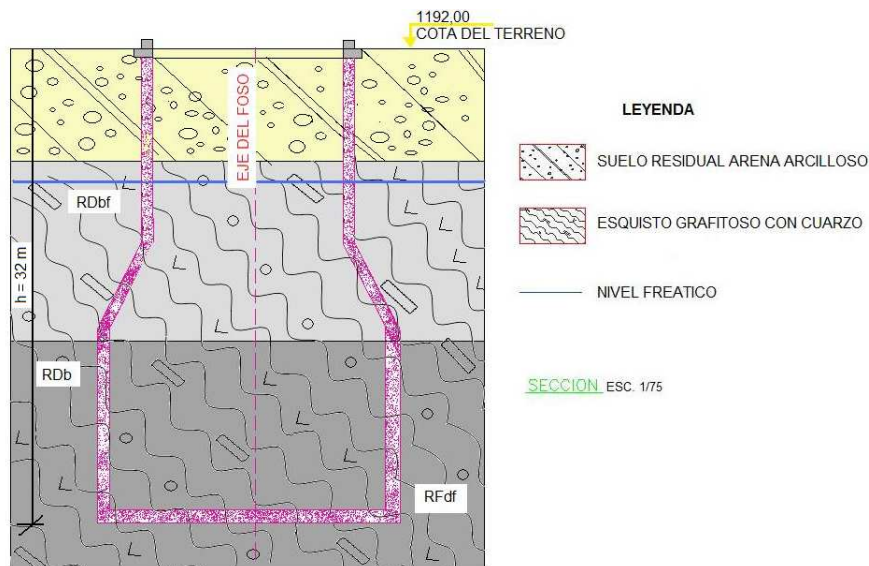 1192,00
COTA DEL TERRENO
EJE DEL FOSO
RDbf
h = 32 m
RDb
RFdf
LEYENDA
SUELO RESIDUAL ARENA ARCILLOSO
ESQUISTO GRAFITOSO CON CUARZO
NIVEL FREATICO
SECCION ESC. 1/75